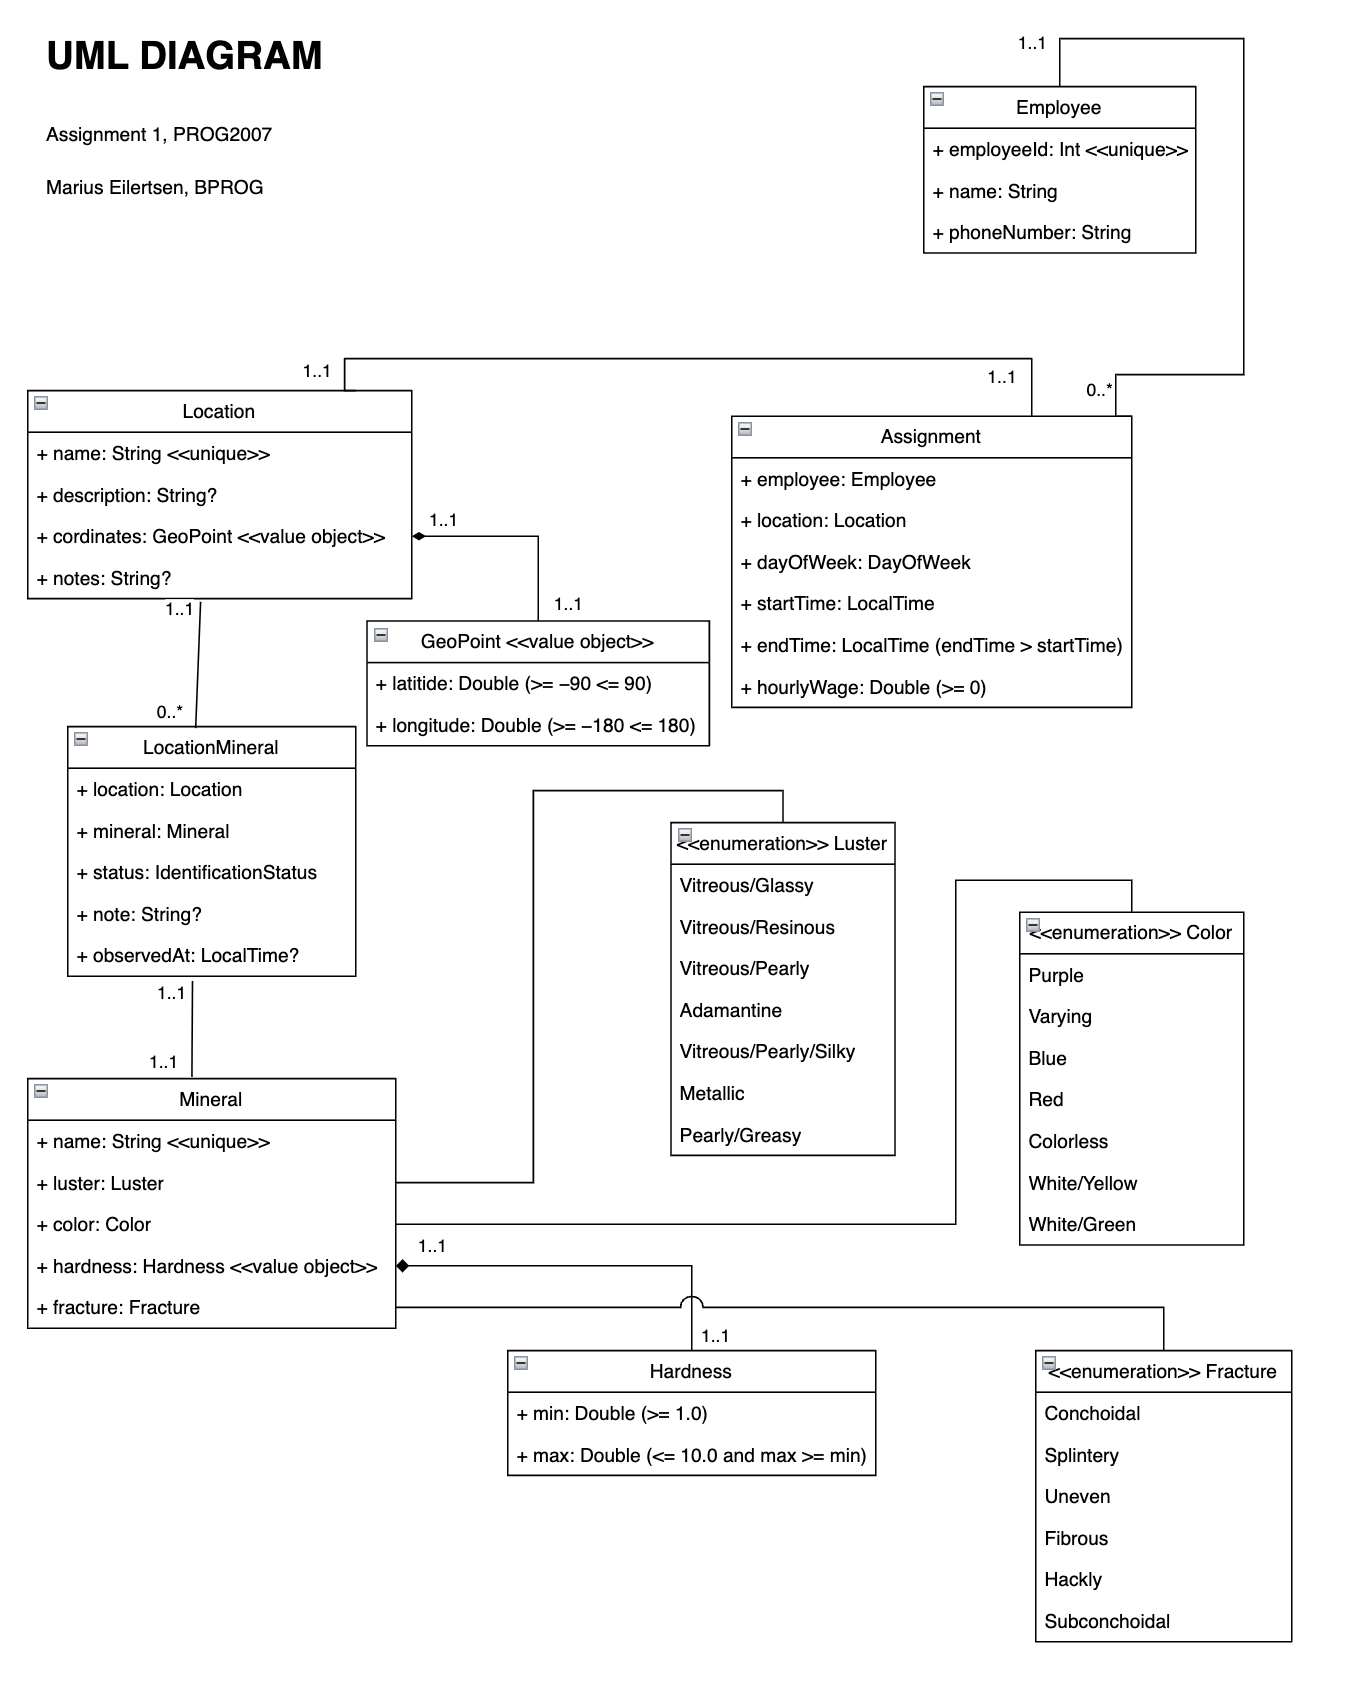 UML DIAGRAM
Assignment 1, PROG2007
Marius Eilertsen, BPROG
1..1
Employee
+ employeeId: Int <<unique>>
+ name: String
+ phoneNumber: String
1..1
1..1
0..*
Location
+ name: String <<unique>>
+ description: String?
+ cordinates: GeoPoint <<value object>>
+ notes: String?
Assignment
+ employee: Employee
+ location: Location
+ dayOfWeek: DayOfWeek
+ startTime: LocalTime
+ endTime: LocalTime (endTime > startTime)
+ hourlyWage: Double (>= 0)
1..1
1..1
GeoPoint <<value object>>
+ latitide: Double (>= −90 <= 90)
+ longitude: Double (>= −180 <= 180)
1..1
0..*
LocationMineral
+ location: Location
+ mineral: Mineral
+ status: IdentificationStatus
+ note: String?
+ observedAt: LocalTime?
1..1
1..1
<<enumeration>> Luster
Vitreous/Glassy
Vitreous/Resinous
Vitreous/Pearly
Adamantine
Vitreous/Pearly/Silky
Metallic
Pearly/Greasy
<<enumeration>> Color
Purple
Varying
Blue
Red
Colorless
White/Yellow
White/Green
Mineral
+ name: String <<unique>>
+ luster: Luster
+ color: Color
+ hardness: Hardness <<value object>>
+ fracture: Fracture
1..1
1..1
Hardness
+ min: Double (>= 1.0)
+ max: Double (<= 10.0 and max >= min)
<<enumeration>> Fracture
Conchoidal
Splintery
Uneven
Fibrous
Hackly
Subconchoidal